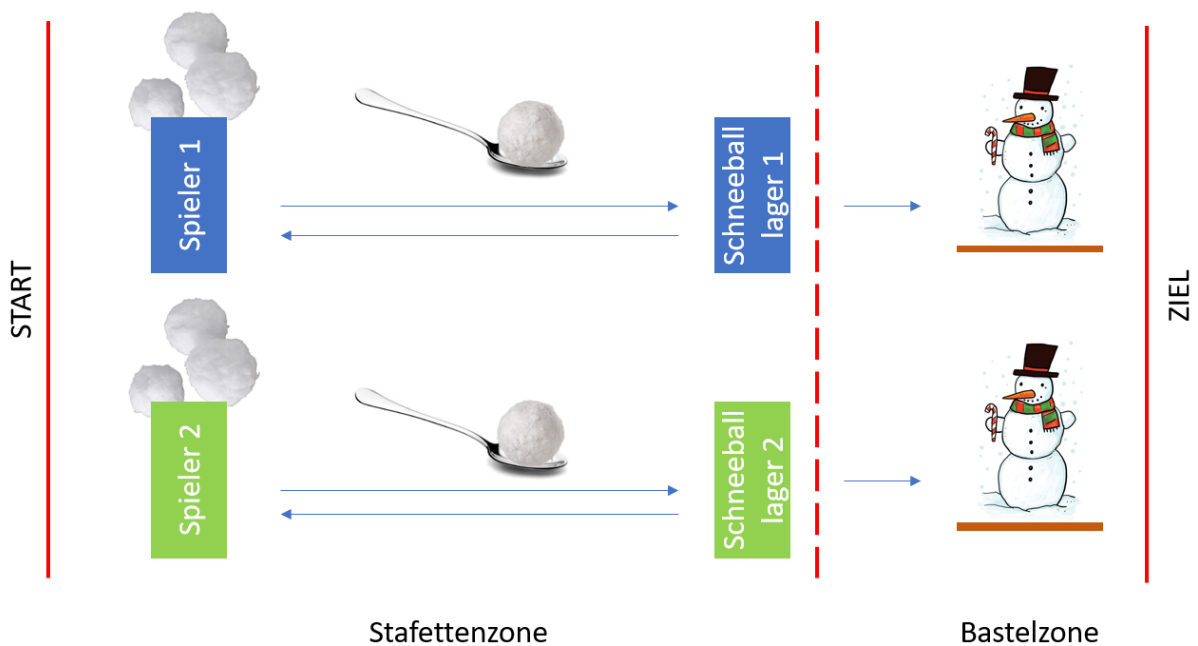 START
Spieler 1
Schneeball
lager 1
Spieler 2
Schneeball
lager 2
ZIEL
Stafettenzone
Bastelzone